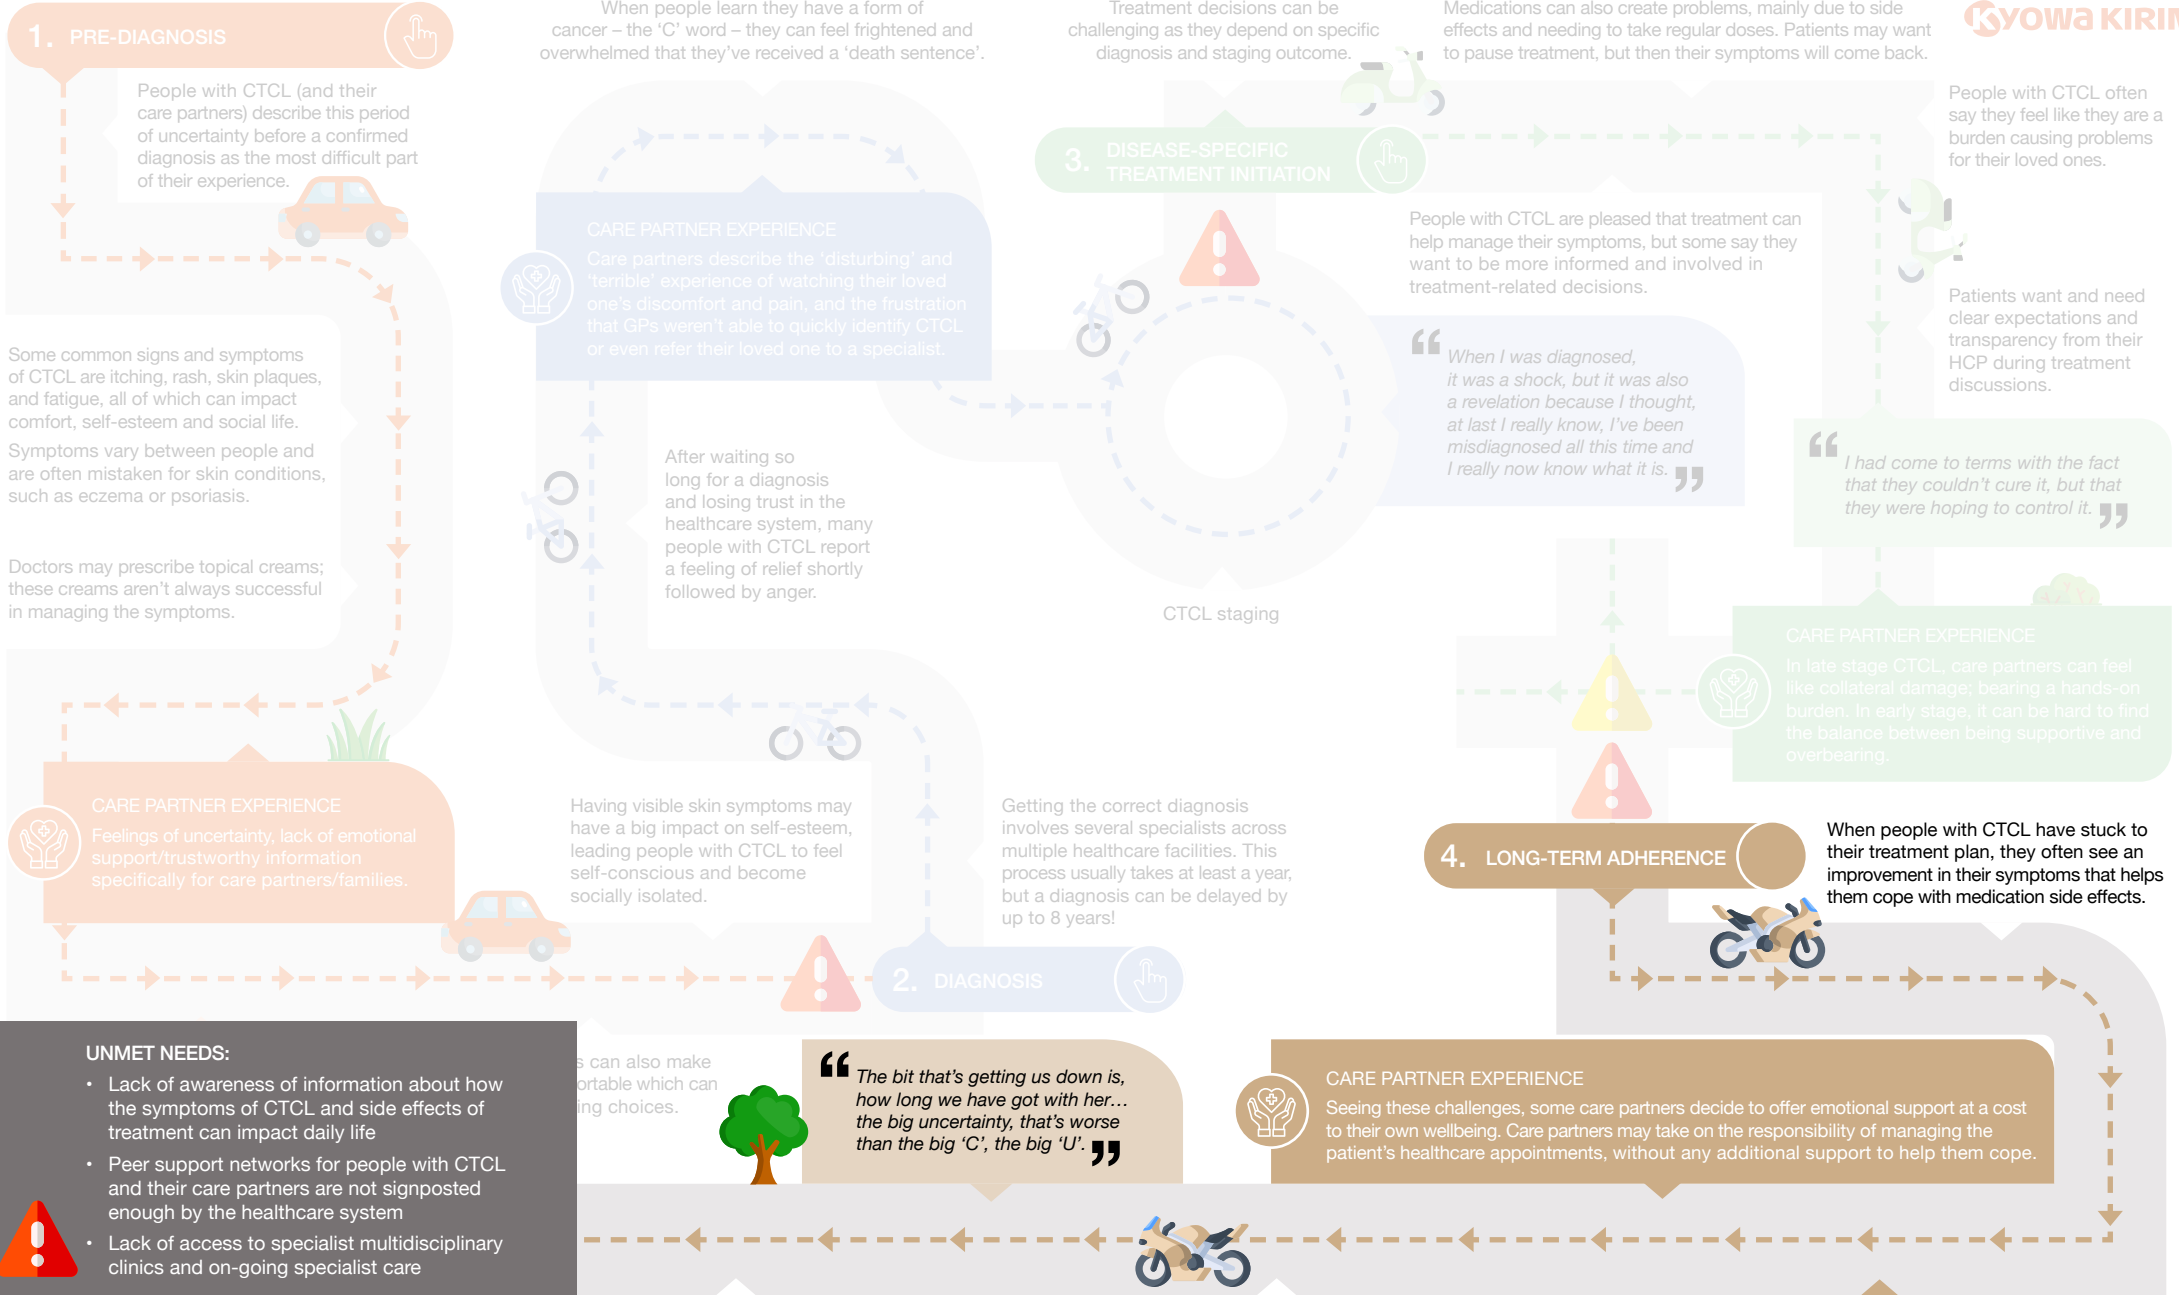 1. PRE-DIAGNOSIS
People with CTCL (and their
care partners) describe this period
of uncertainty before a confirmed
diagnosis as the most difficult part
of their experience.
Some common signs and symptoms
of CTCL are itching, rash, skin plaques,
and fatigue, all of which can impact
comfort, self-esteem and social life.
Symptoms vary between people and
are often mistaken for skin conditions,
such as eczema or psoriasis.
Doctors may prescribe topical creams;
these creams aren't always successful
in managing the symptoms.
CARE PARTNER EXPERIENCE
Feelings of uncertainty, lack of emotional
support/trustworthy information
specifically for care partners/families.
When people learn they have a form of
cancer – the ‘C’ word – they can feel frightened and
overwhelmed that they’ve received a ‘death sentence’.
CARE PARTNER EXPERIENCE
Care partners describe the ‘disturbing’ and
‘terrible’ experience of watching their loved
one’s discomfort and pain, and the frustration
that GPs weren’t able to quickly identify CTCL
or even refer their loved one to a specialist.
After waiting so
long for a diagnosis
and losing trust in the
healthcare system, many
people with CTCL report
a feeling of relief shortly
followed by anger.
Having visible skin symptoms may
have a big impact on self-esteem,
leading people with CTCL to feel
self-conscious and become
socially isolated.
Getting the correct diagnosis
involves several specialists across
multiple healthcare facilities. This
process usually takes at least a year,
but a diagnosis can be delayed by
up to 8 years!
2. DIAGNOSIS
Treatment decisions can be
challenging as they depend on specific
diagnosis and staging outcome.
3. DISEASE-SPECIFIC
TREATMENT INITIATION
CTCL staging
Medications can also create problems, mainly due to side
effects and needing to take regular doses. Patients may want
to pause treatment, but then their symptoms will come back.
KYOWA KIRIN
People with CTCL often
say they feel like they are a
burden causing problems
for their loved ones.
People with CTCL are pleased that treatment can
help manage their symptoms, but some say they
want to be more informed and involved in
treatment-related decisions.
“ When I was diagnosed,
it was a shock, but it was also
a revelation because I thought,
at last I really know, I’ve been
misdiagnosed all this time and
I really now know what it is. ”
Patients want and need
clear expectations and
transparency from their
HCP during treatment
discussions.
“ I had come to terms with the fact
that they couldn’t cure it, but that
they were hoping to control it. ”
CARE PARTNER EXPERIENCE
In late stage CTCL, care partners can feel
like collateral damage; bearing a hands-on
burden. In early stage, it can be hard to find
the balance between being supportive and
overbearing.
4. LONG-TERM ADHERENCE
When people with CTCL have stuck to
their treatment plan, they often see an
improvement in their symptoms that helps
them cope with medication side effects.
CARE PARTNER EXPERIENCE
Seeing these challenges, some care partners decide to offer emotional support at a cost
to their own wellbeing. Care partners may take on the responsibility of managing the
patient’s healthcare appointments, without any additional support to help them cope.
“ The bit that’s getting us down is,
how long we have got with her…
the big uncertainty, that’s worse
than the big ‘C’, the big ‘U’. ”
s can also make
ortable which can
ing choices.
UNMET NEEDS:
• Lack of awareness of information about how
the symptoms of CTCL and side effects of
treatment can impact daily life
• Peer support networks for people with CTCL
and their care partners are not signposted
enough by the healthcare system
• Lack of access to specialist multidisciplinary
clinics and on-going specialist care